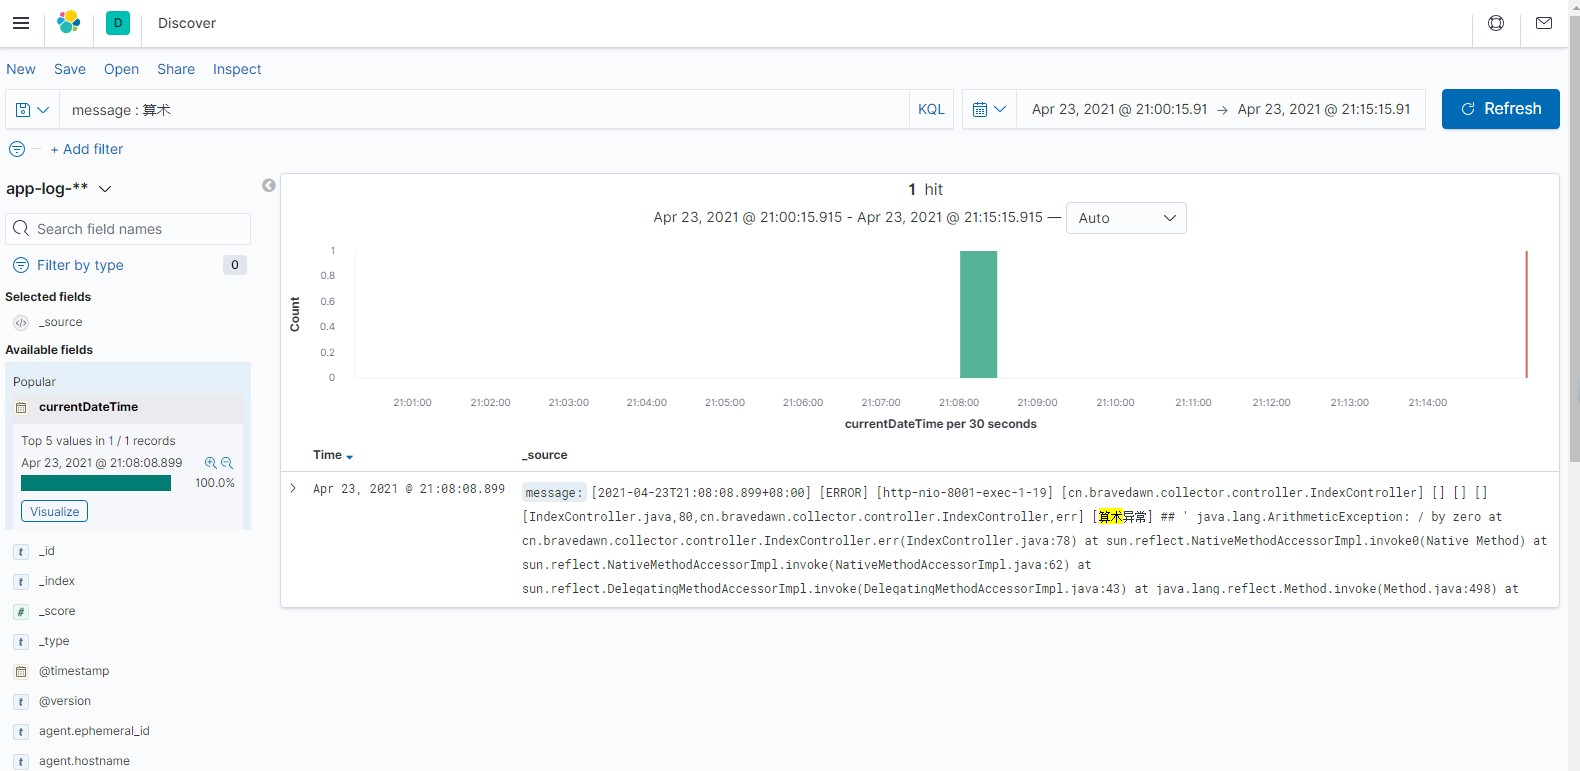 D Discover
New Save Open Share Inspect
message : 算术 KQL Apr 23, 2021 @ 21:00:15.91 → Apr 23, 2021 @ 21:15:15.91 Refresh
+ Add filter
app-log-**
Search field names
Filter by type 0
Selected fields
_source
Available fields
Popular
currentDateTime
Top 5 values in 1 / 1 records
Apr 23, 2021 @ 21:08:08.899
100.0%
Visualize
t _id
t _index
# _score
t _type
@timestamp
t @version
t agent.ephemeral_id
t agent.hostname
1 hit
Apr 23, 2021 @ 21:00:15.915 - Apr 23, 2021 @ 21:15:15.915 — Auto
1
0.8
0.6
0.4
0.2
0
Count
21:01:00 21:02:00 21:03:00 21:04:00 21:05:00 21:06:00 21:07:00 21:08:00 21:09:00 21:10:00 21:11:00 21:12:00 21:13:00 21:14:00
currentDateTime per 30 seconds
Time _source
Apr 23, 2021 @ 21:08:08.899 message: [2021-04-23T21:08:08.899+08:00] [ERROR] [http-nio-8001-exec-1-19] [cn.bravedawn.collector.controller.IndexController] [] [] []
[IndexController.java,80,cn.bravedawn.collector.controller.IndexController,err] [算术异常] ## ' java.lang.ArithmeticException: / by zero at
cn.bravedawn.collector.controller.IndexController.err(IndexController.java:78) at sun.reflect.NativeMethodAccessorImpl.invoke0(Native Method) at
sun.reflect.NativeMethodAccessorImpl.invoke(NativeMethodAccessorImpl.java:62) at
sun.reflect.DelegatingMethodAccessorImpl.invoke(DelegatingMethodAccessorImpl.java:43) at java.lang.reflect.Method.invoke(Method.java:498) at